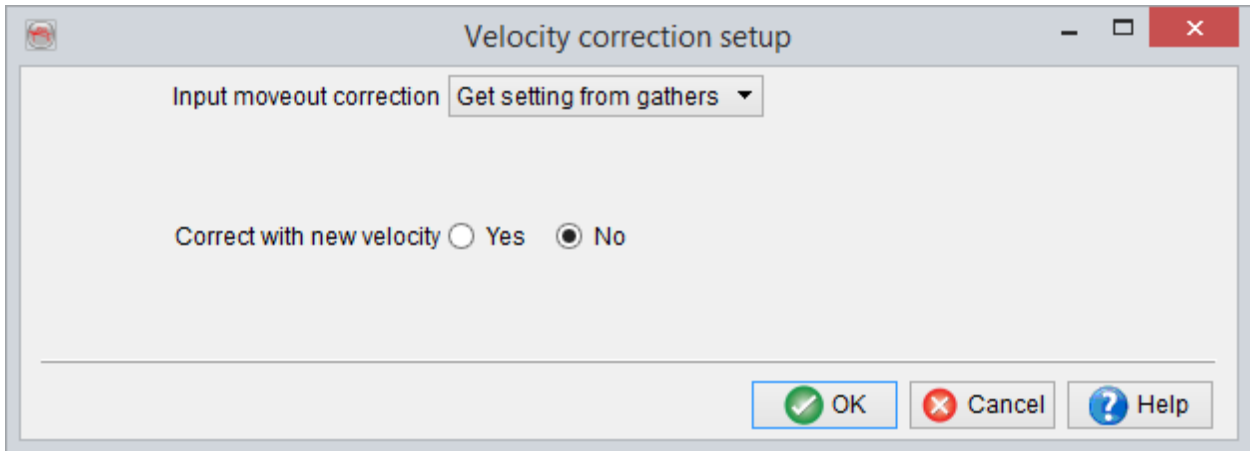 Velocity correction setup
Input moveout correction Get setting from gathers
Correct with new velocity Yes No
OK Cancel Help